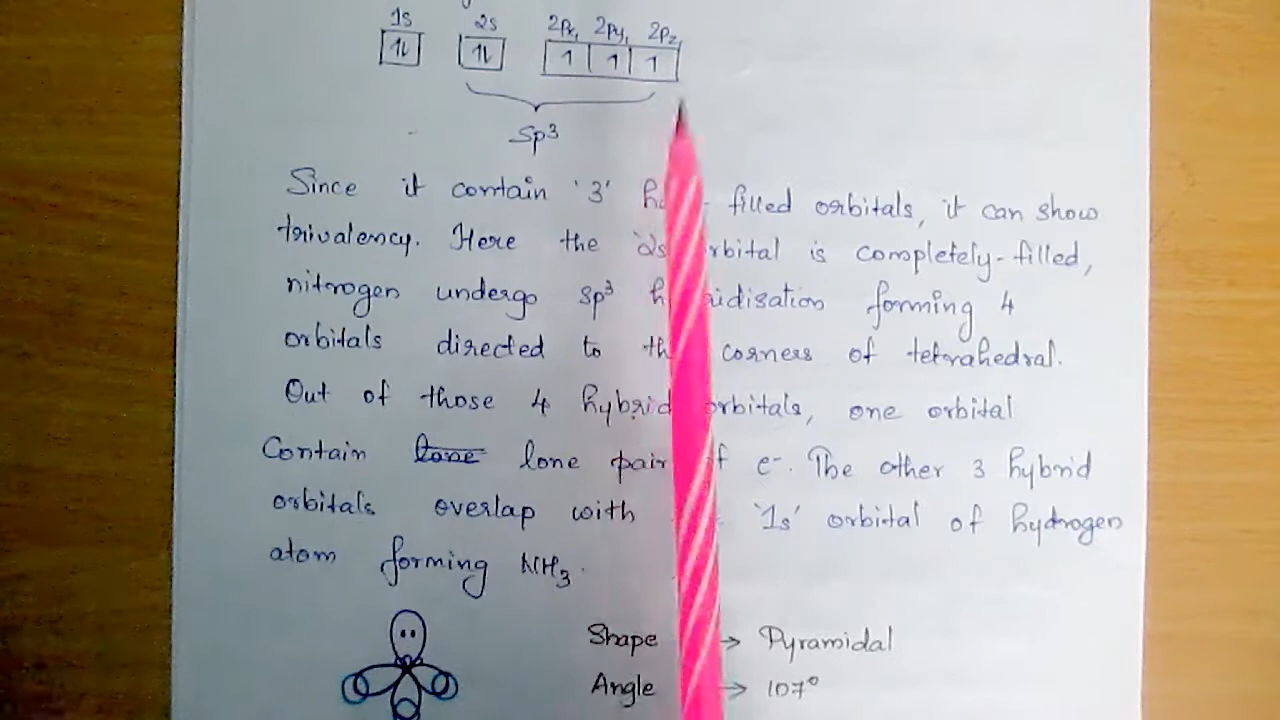 1s 2s 2px, 2py, 2pz
1L 1L 1 1 1
Sp³
Since it contain '3' - filled orbitals, it can show
trivalency. Here the 2s is completely-filled,
nitrogen undergo sp³ forming 4
orbitals directed to corners of tetrahedral.
Out of those 4 hybrid orbitals, one orbital
Contain lone pair of e-. The other 3 hybrid
orbitals overlap with '1s' orbital of hydrogen
atom forming NH₃.
Shape → Pyramidal
Angle → 107°